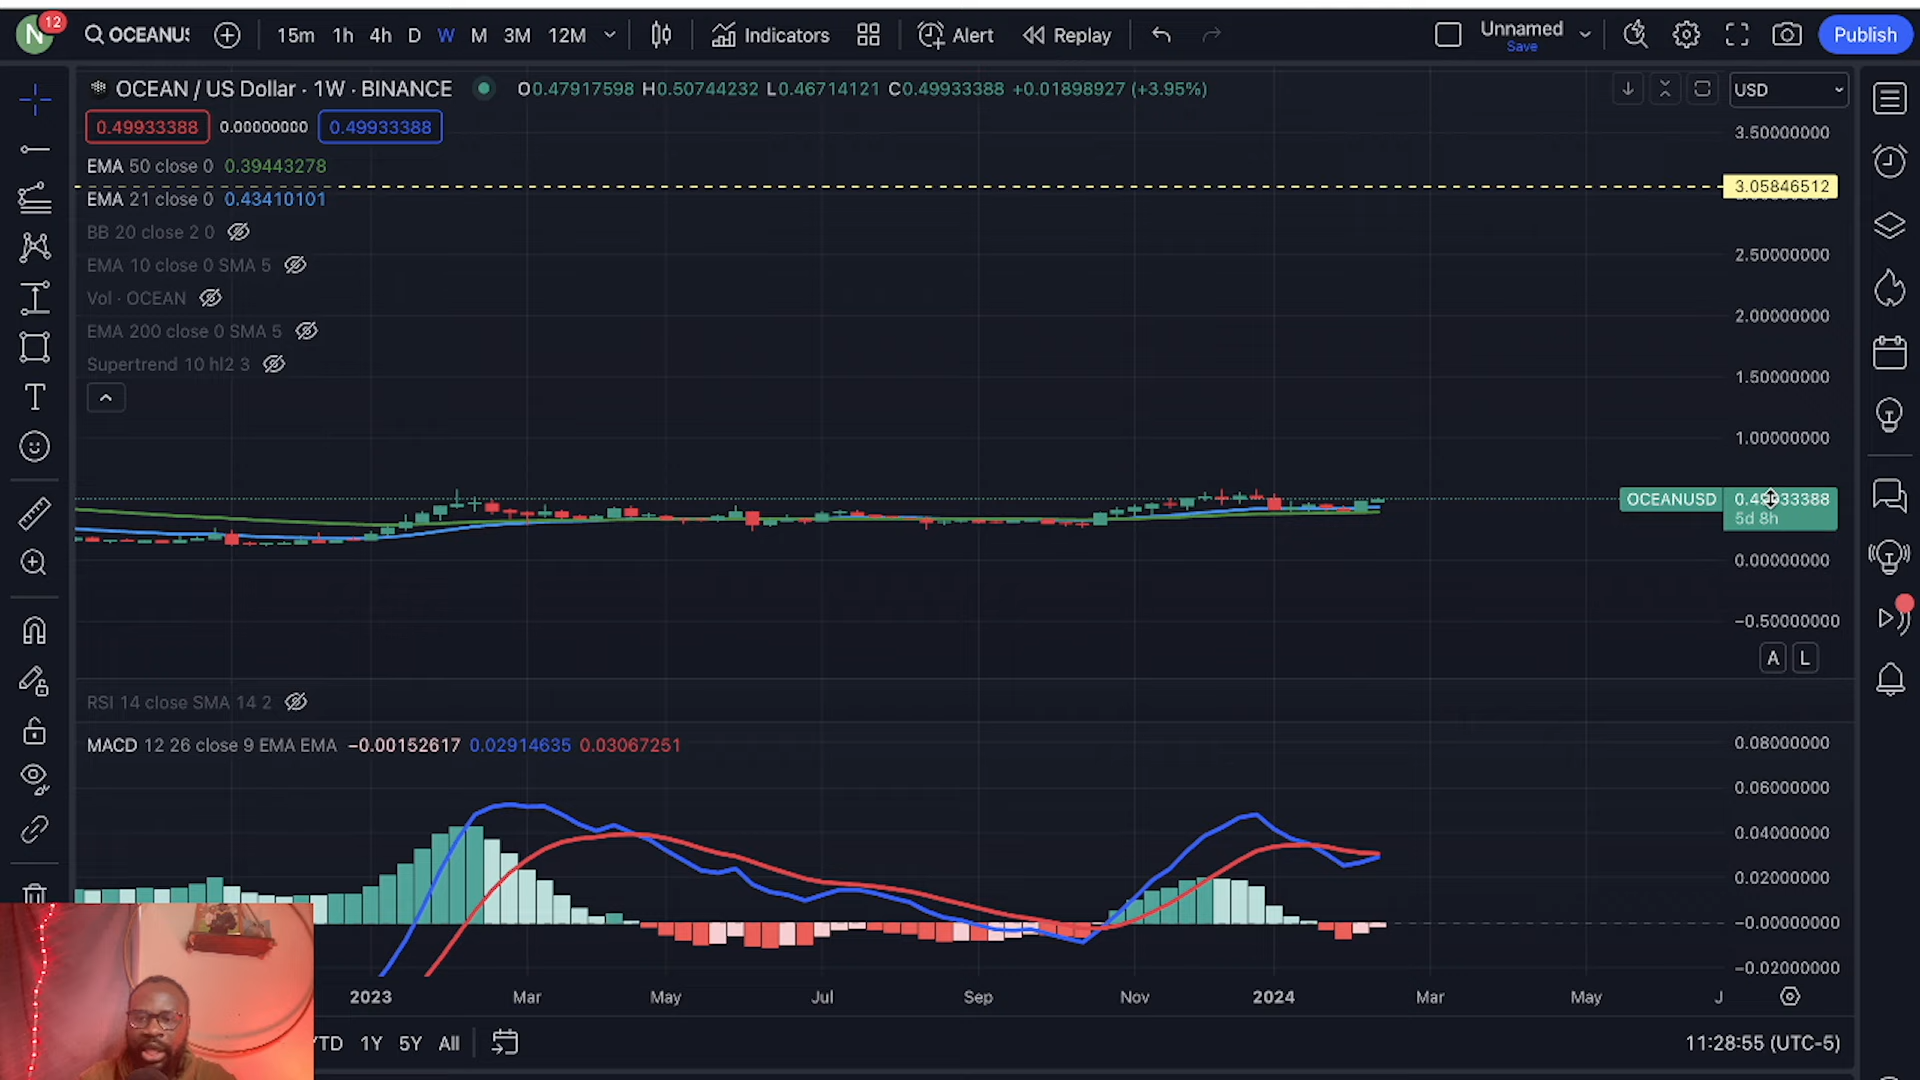 N 12 OCEANUS 15m 1h 4h D W M 3M 12M Indicators Alert Replay Unnamed Save Publish
OCEAN / US Dollar · 1W · BINANCE O0.47917598 H0.50744232 L0.46714121 C0.49933388 +0.01898927 (+3.95%) USD
0.49933388 0.00000000 0.49933388
EMA 50 close 0 0.39443278
EMA 21 close 0 0.43410101
BB 20 close 2 0
EMA 10 close 0 SMA 5
Vol · OCEAN
EMA 200 close 0 SMA 5
Supertrend 10 hl2 3
3.50000000
3.05846512
2.50000000
2.00000000
1.50000000
1.00000000
OCEANUSD 0.49933388
5d 8h
0.00000000
−0.50000000
A L
RSI 14 close SMA 14 2
MACD 12 26 close 9 EMA EMA −0.00152617 0.02914635 0.03067251
0.08000000
0.06000000
0.04000000
0.02000000
−0.00000000
−0.02000000
2023 Mar May Jul Sep Nov 2024 Mar May J
YTD 1Y 5Y All 11:28:55 (UTC-5)